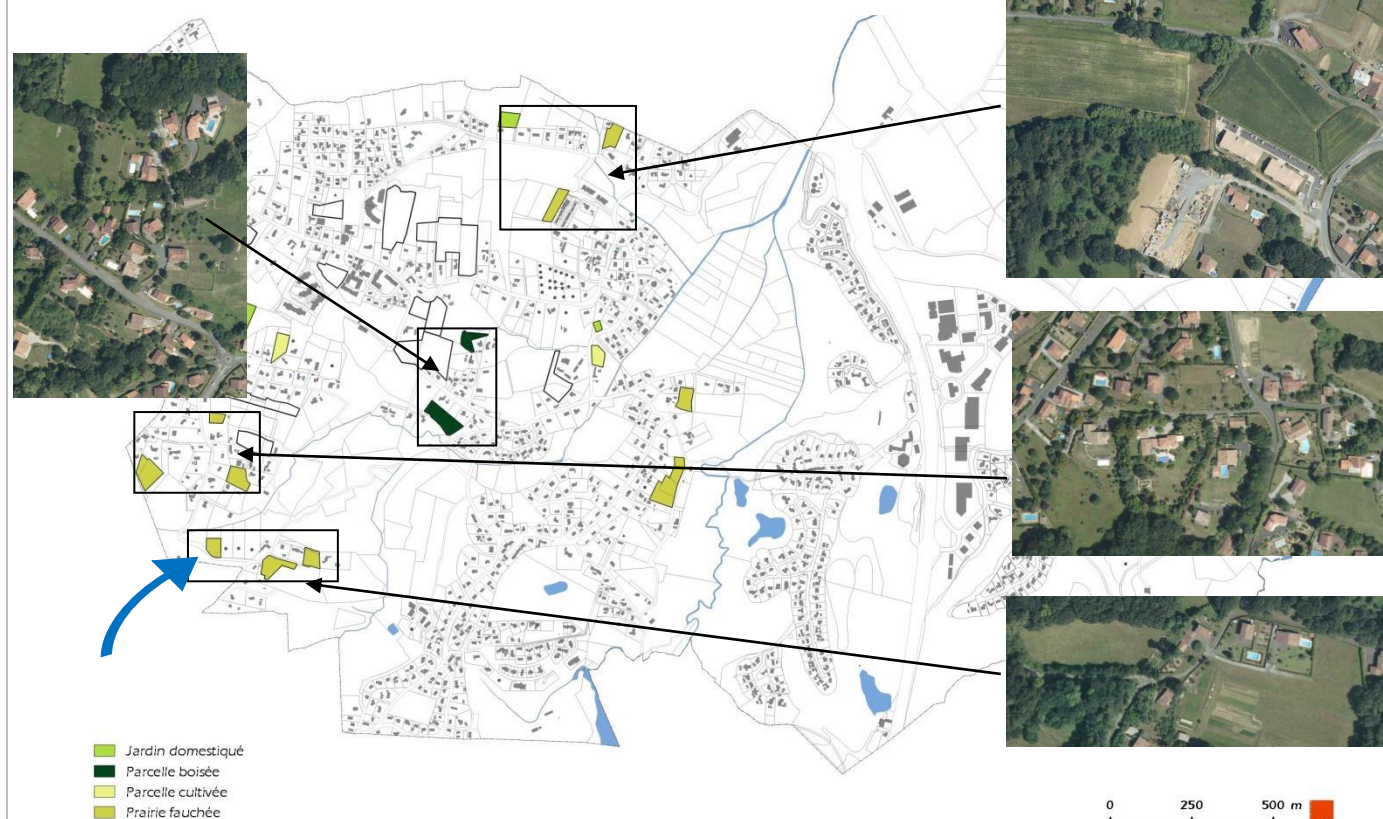 Jardin domestiqué
Parcelle boisée
Parcelle cultivée
Prairie fauchée
0 250 500 m